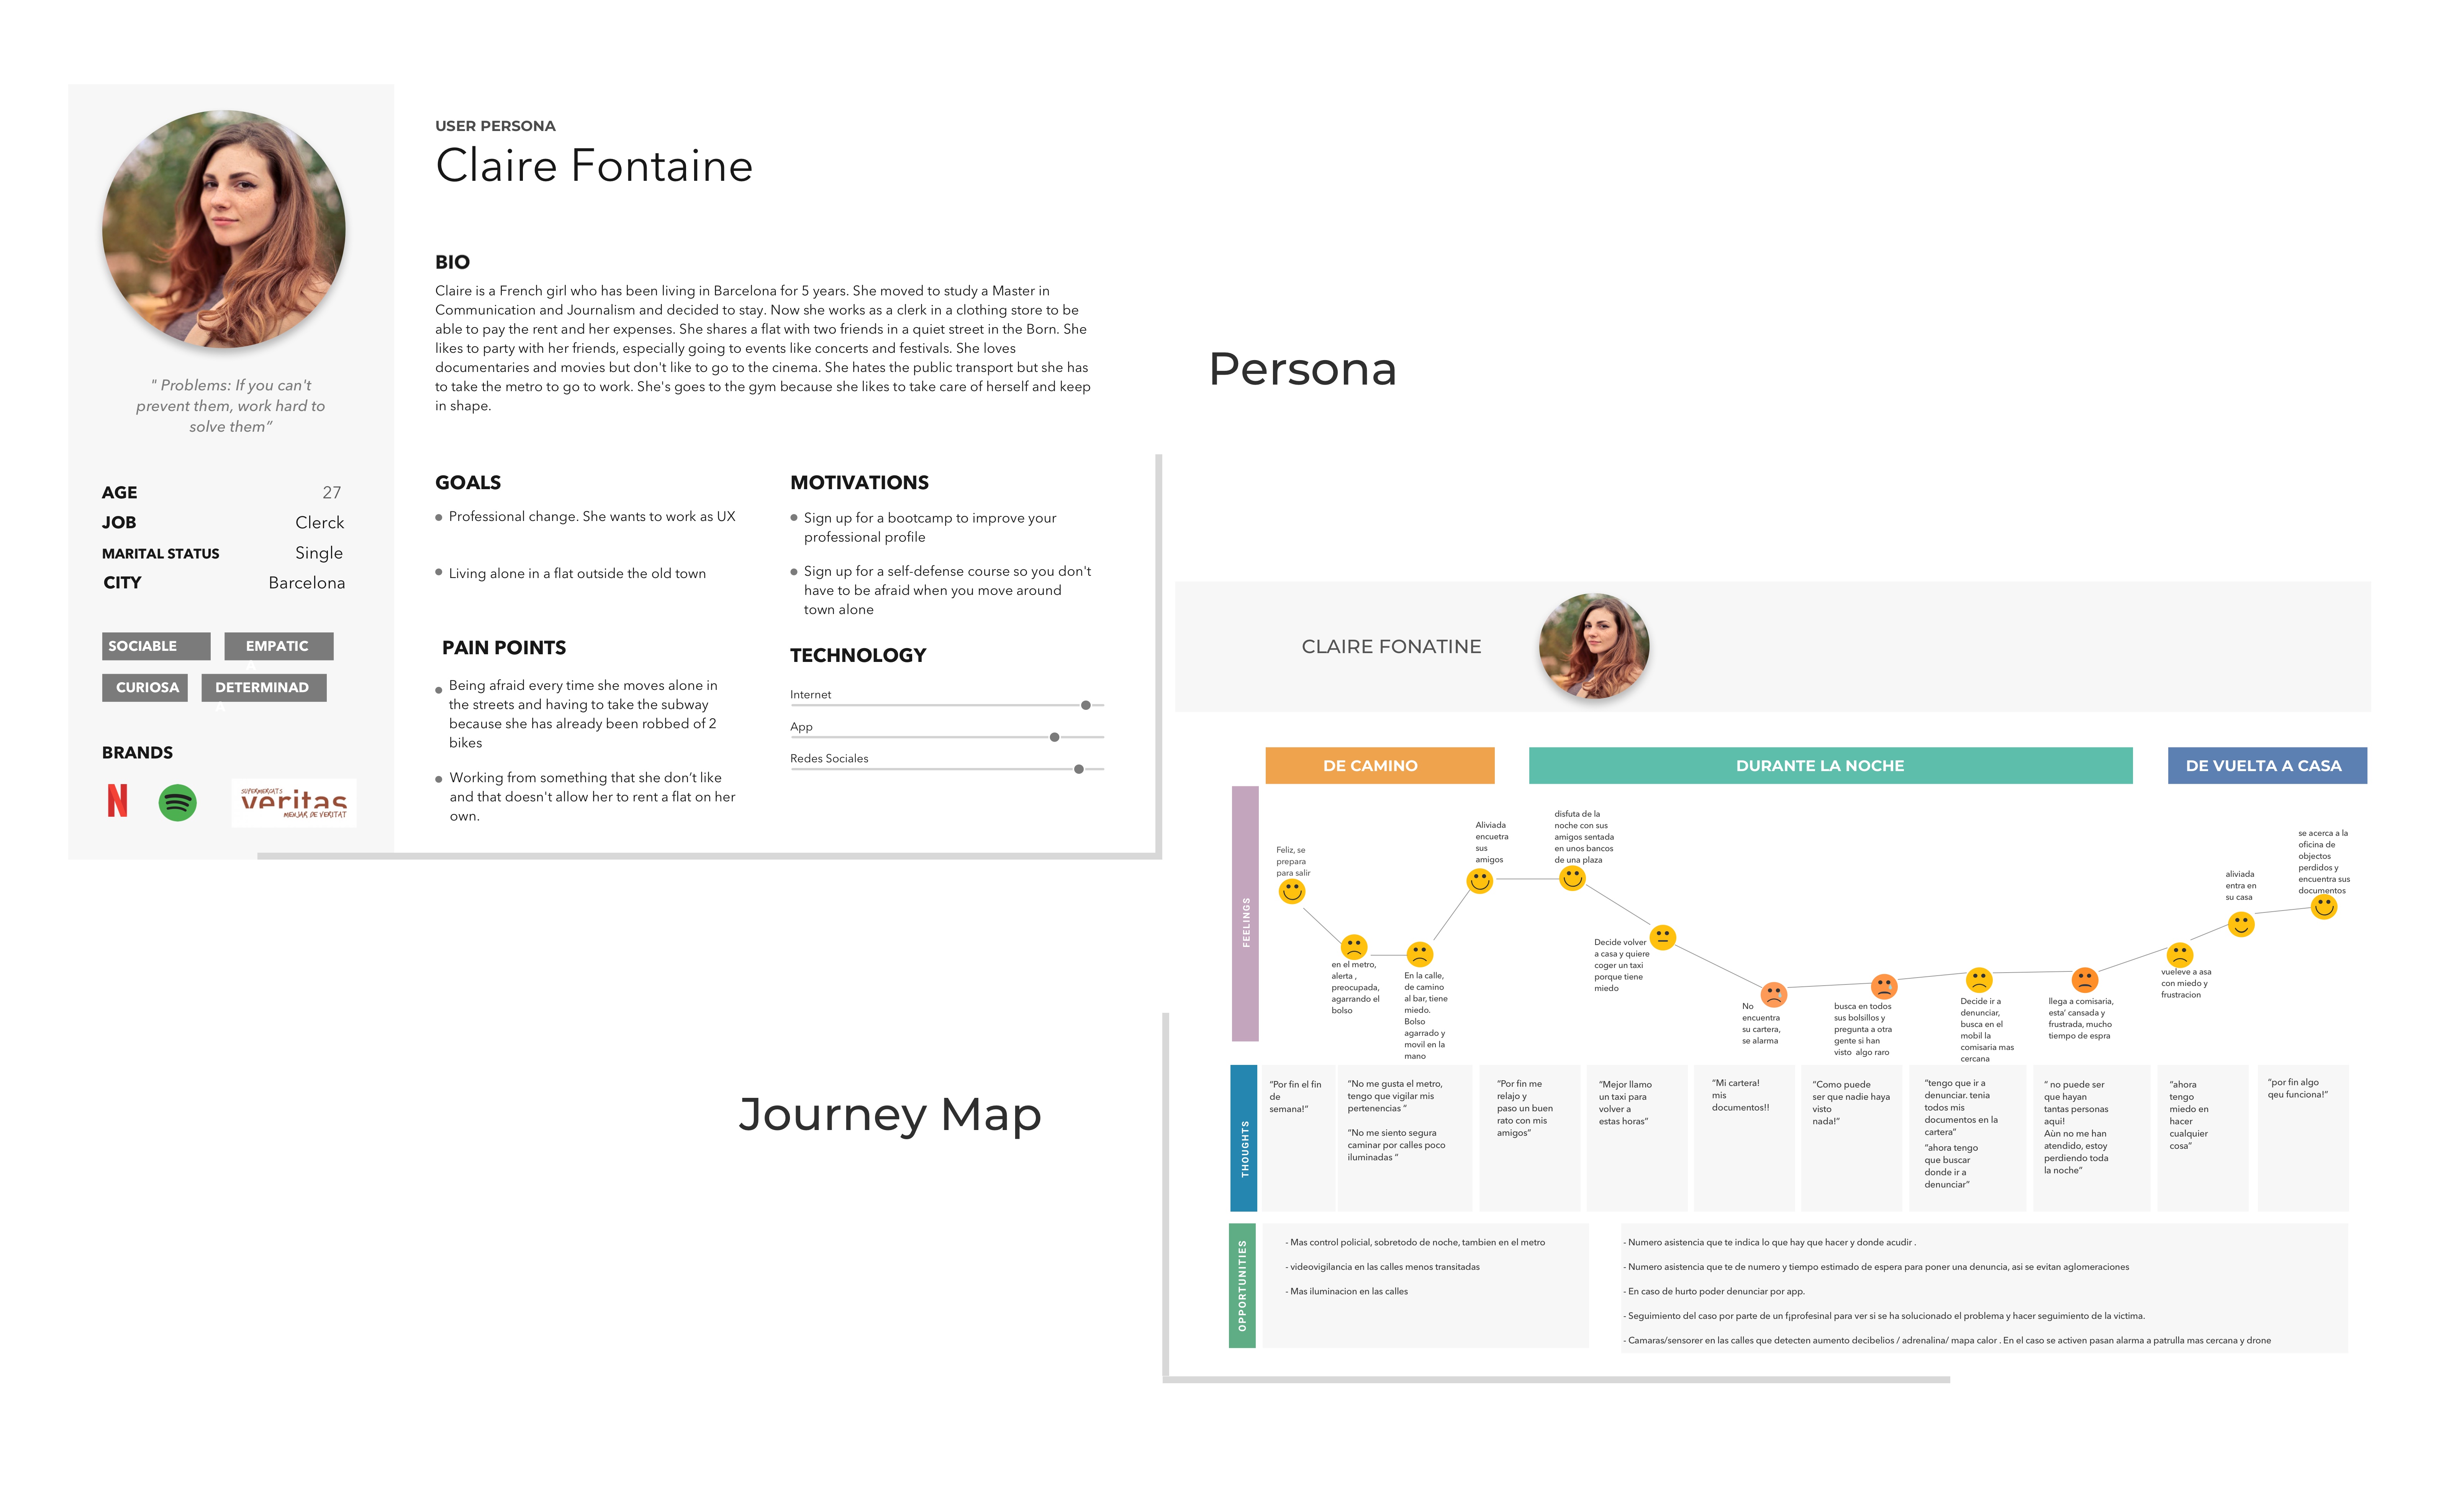 USER PERSONA
Claire Fontaine
BIO
Claire is a French girl who has been living in Barcelona for 5 years. She moved to study a Master in
Communication and Journalism and decided to stay. Now she works as a clerk in a clothing store to be
able to pay the rent and her expenses. She shares a flat with two friends in a quiet street in the Born. She
likes to party with her friends, especially going to events like concerts and festivals. She loves
documentaries and movies but don't like to go to the cinema. She hates the public transport but she has
to take the metro to go to work. She's goes to the gym because she likes to take care of herself and keep
in shape.
" Problems: If you can't
prevent them, work hard to
solve them”
AGE 27
JOB Clerck
MARITAL STATUS Single
CITY Barcelona
SOCIABLE
EMPATIC
A
CURIOSA
DETERMINAD
A
BRANDS
N
SUPERMERCATS
veritas
MENJAR DE VERITAT
GOALS
Professional change. She wants to work as UX
Living alone in a flat outside the old town
MOTIVATIONS
Sign up for a bootcamp to improve your
professional profile
Sign up for a self-defense course so you don't
have to be afraid when you move around
town alone
PAIN POINTS
Being afraid every time she moves alone in
the streets and having to take the subway
because she has already been robbed of 2
bikes
Working from something that she don’t like
and that doesn't allow her to rent a flat on her
own.
TECHNOLOGY
Internet
App
Redes Sociales
Persona
Journey Map
CLAIRE FONATINE
DE CAMINO
DURANTE LA NOCHE
DE VUELTA A CASA
FEELINGS
Feliz, se
prepara
para salir
en el metro,
alerta ,
preocupada,
agarrando el
bolso
En la calle,
de camino
al bar, tiene
miedo.
Bolso
agarrado y
movil en la
mano
Aliviada
encuetra
sus
amigos
disfuta de la
noche con sus
amigos sentada
en unos bancos
de una plaza
Decide volver
a casa y quiere
coger un taxi
porque tiene
miedo
No
encuentra
su cartera,
se alarma
busca en todos
sus bolsillos y
pregunta a otra
gente si han
visto algo raro
Decide ir a
denunciar,
busca en el
mobil la
comisaria mas
cercana
llega a comisaria,
esta’ cansada y
frustrada, mucho
tiempo de espra
vueleve a asa
con miedo y
frustracion
aliviada
entra en
su casa
se acerca a la
oficina de
objectos
perdidos y
encuentra sus
documentos
THOUGHTS
“Por fin el fin
de
semana!”
“No me gusta el metro,
tengo que vigilar mis
pertenencias “
“No me siento segura
caminar por calles poco
iluminadas “
“Por fin me
relajo y
paso un buen
rato con mis
amigos”
“Mejor llamo
un taxi para
volver a
estas horas”
“Mi cartera!
mis
documentos!!
“Como puede
ser que nadie haya
visto
nada!”
“tengo que ir a
denunciar. tenia
todos mis
documentos en la
cartera”
“ahora tengo
que buscar
donde ir a
denunciar”
“ no puede ser
que hayan
tantas personas
aqui!
Aùn no me han
atendido, estoy
perdiendo toda
la noche”
“ahora
tengo
miedo en
hacer
cualquier
cosa”
“por fin algo
qeu funciona!”
OPPORTUNITIES
- Mas control policial, sobretodo de noche, tambien en el metro
- videovigilancia en las calles menos transitadas
- Mas iluminacion en las calles
- Numero asistencia que te indica lo que hay que hacer y donde acudir .
- Numero asistencia que te de numero y tiempo estimado de espera para poner una denuncia, asi se evitan aglomeraciones
- En caso de hurto poder denunciar por app.
- Seguimiento del caso por parte de un f¡profesinal para ver si se ha solucionado el problema y hacer seguimiento de la victima.
- Camaras/sensorer en las calles que detecten aumento decibelios / adrenalina/ mapa calor . En el caso se activen pasan alarma a patrulla mas cercana y drone